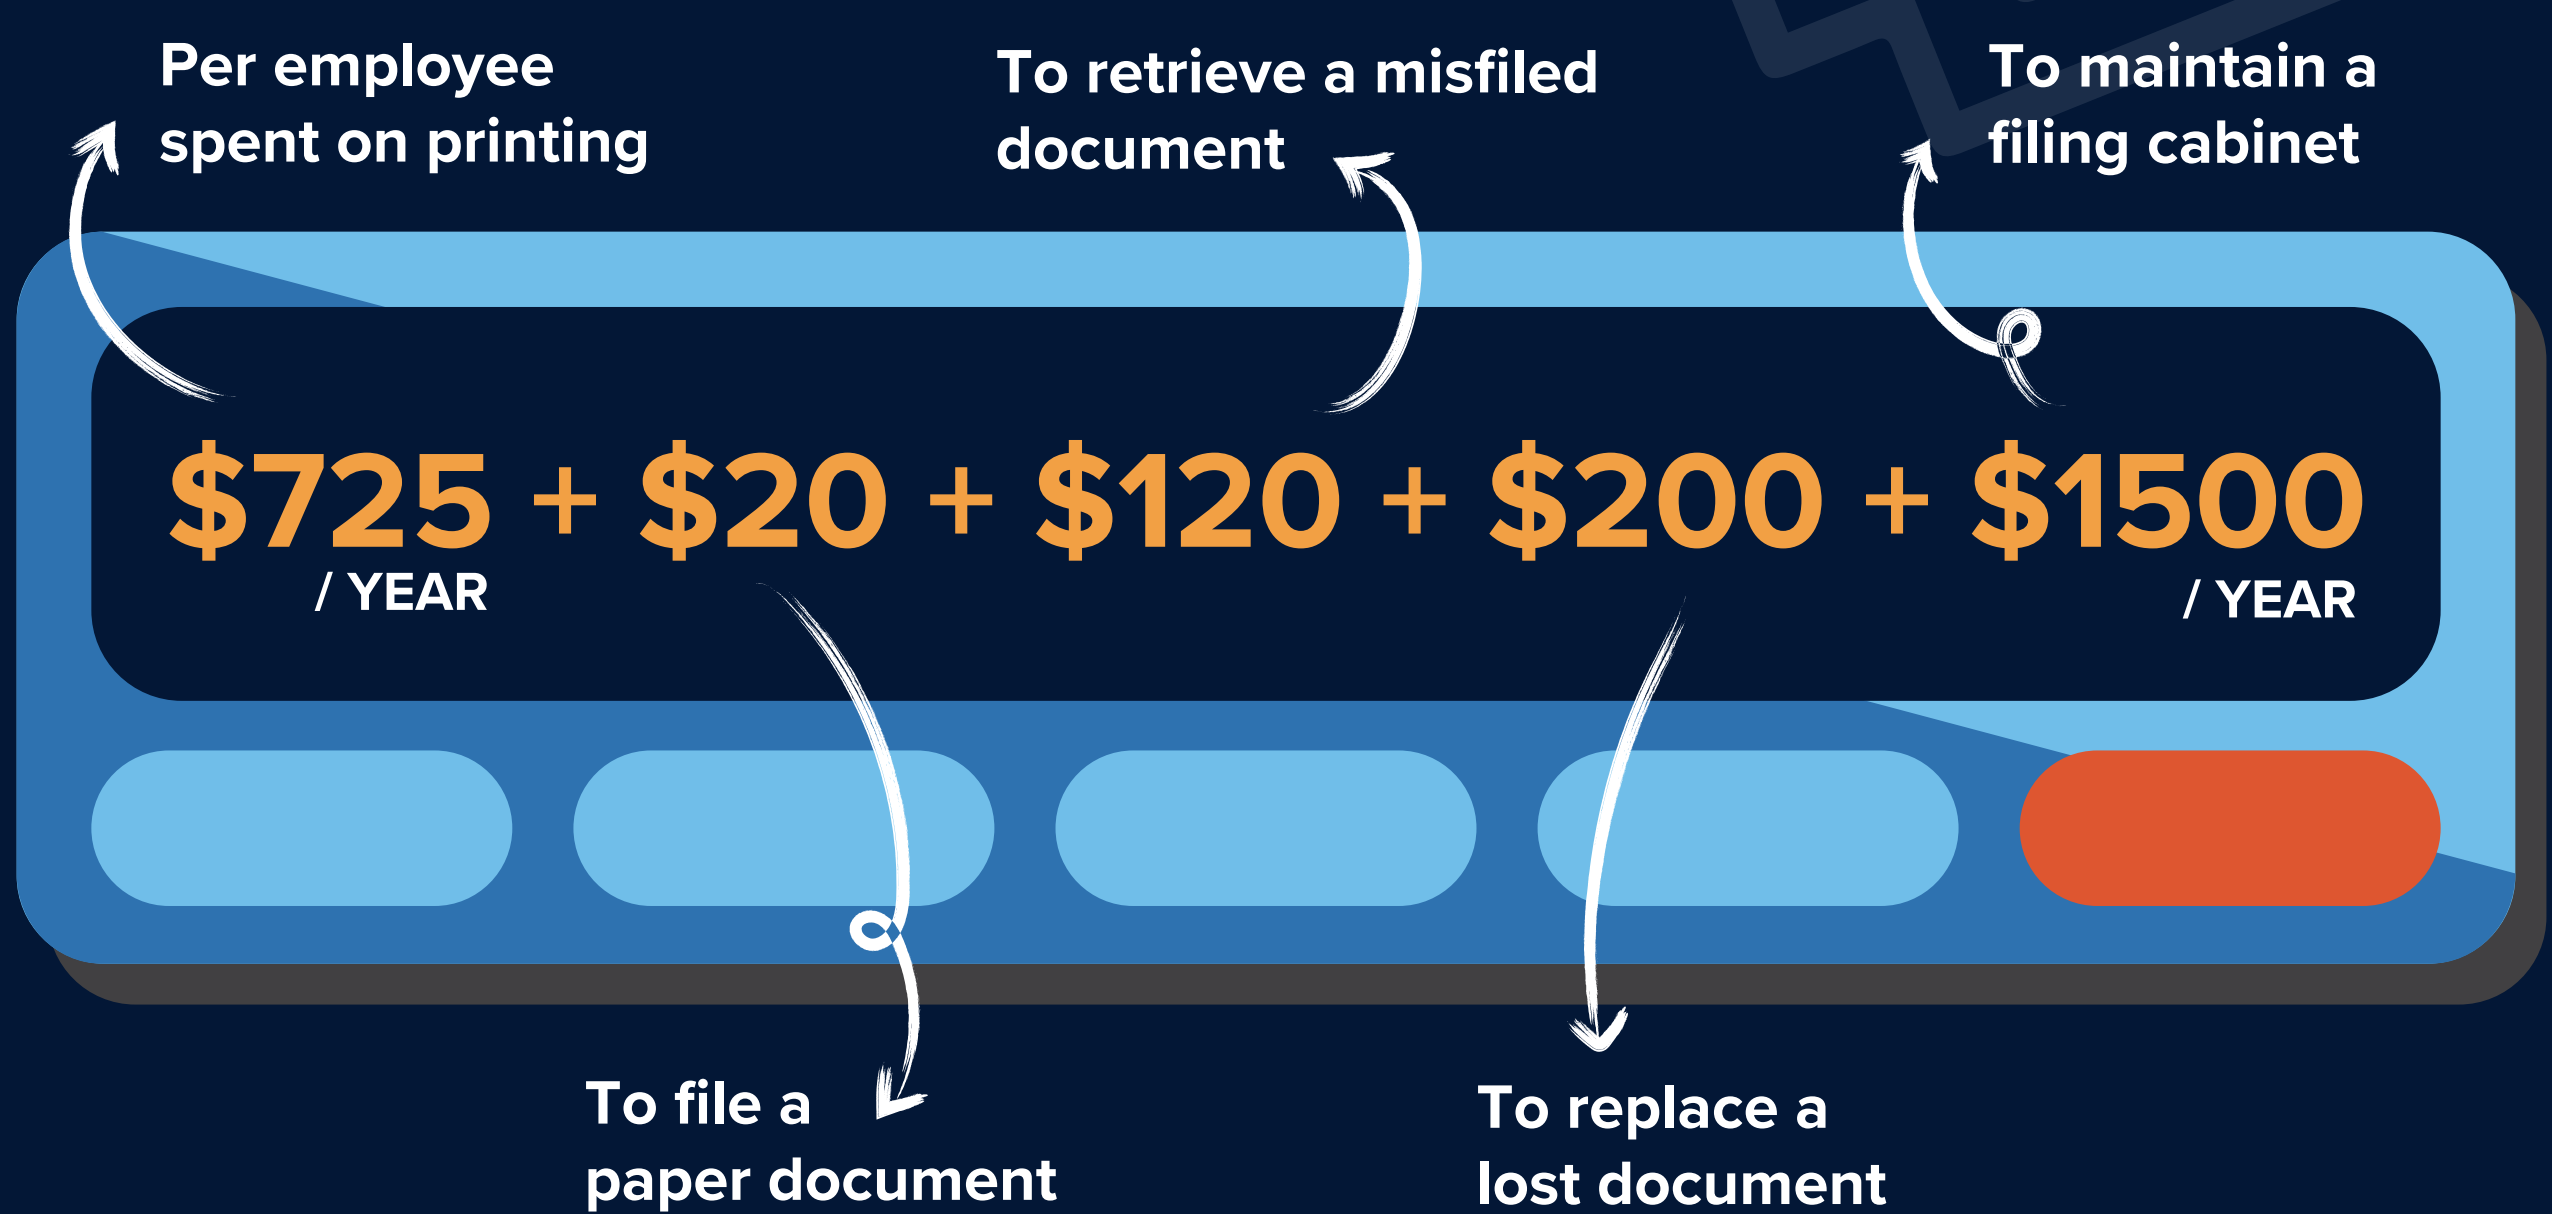 Per employee
spent on printing
To retrieve a misfiled
document
To maintain a
filing cabinet
$725 + $20 + $120 + $200 + $1500
/ YEAR
/ YEAR
To file a
paper document
To replace a
lost document